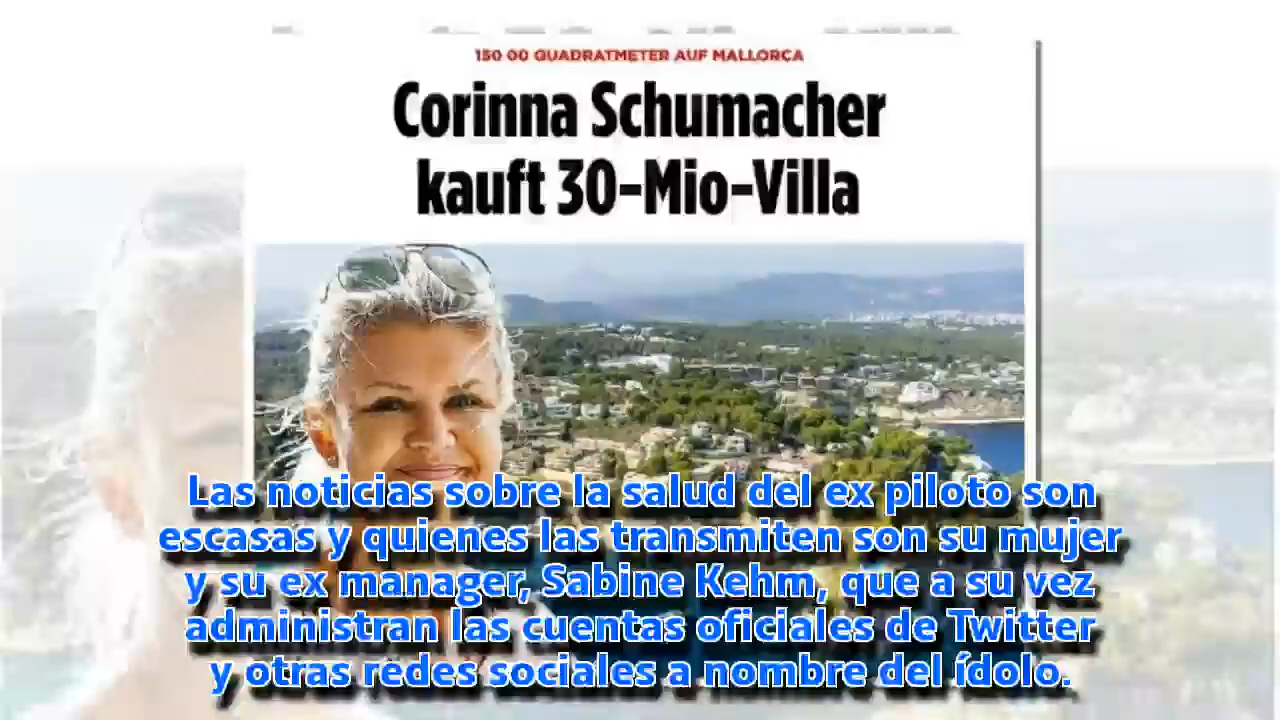 150 00 QUADRATMETER AUF MALLORCA
Corinna Schumacher
kauft 30-Mio-Villa
Las noticias sobre la salud del ex piloto son
escasas y quienes las transmiten son su mujer
y su ex manager, Sabine Kehm, que a su vez
administran las cuentas oficiales de Twitter
y otras redes sociales a nombre del ídolo.